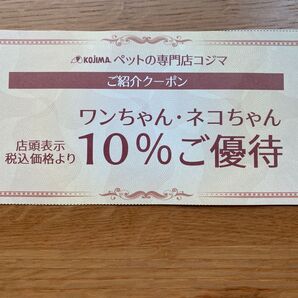 KOJIMA ペットの専門店コジマ
ご紹介クーポン
ワンちゃん・ネコちゃん
店頭表示
税込価格より
10%ご優待